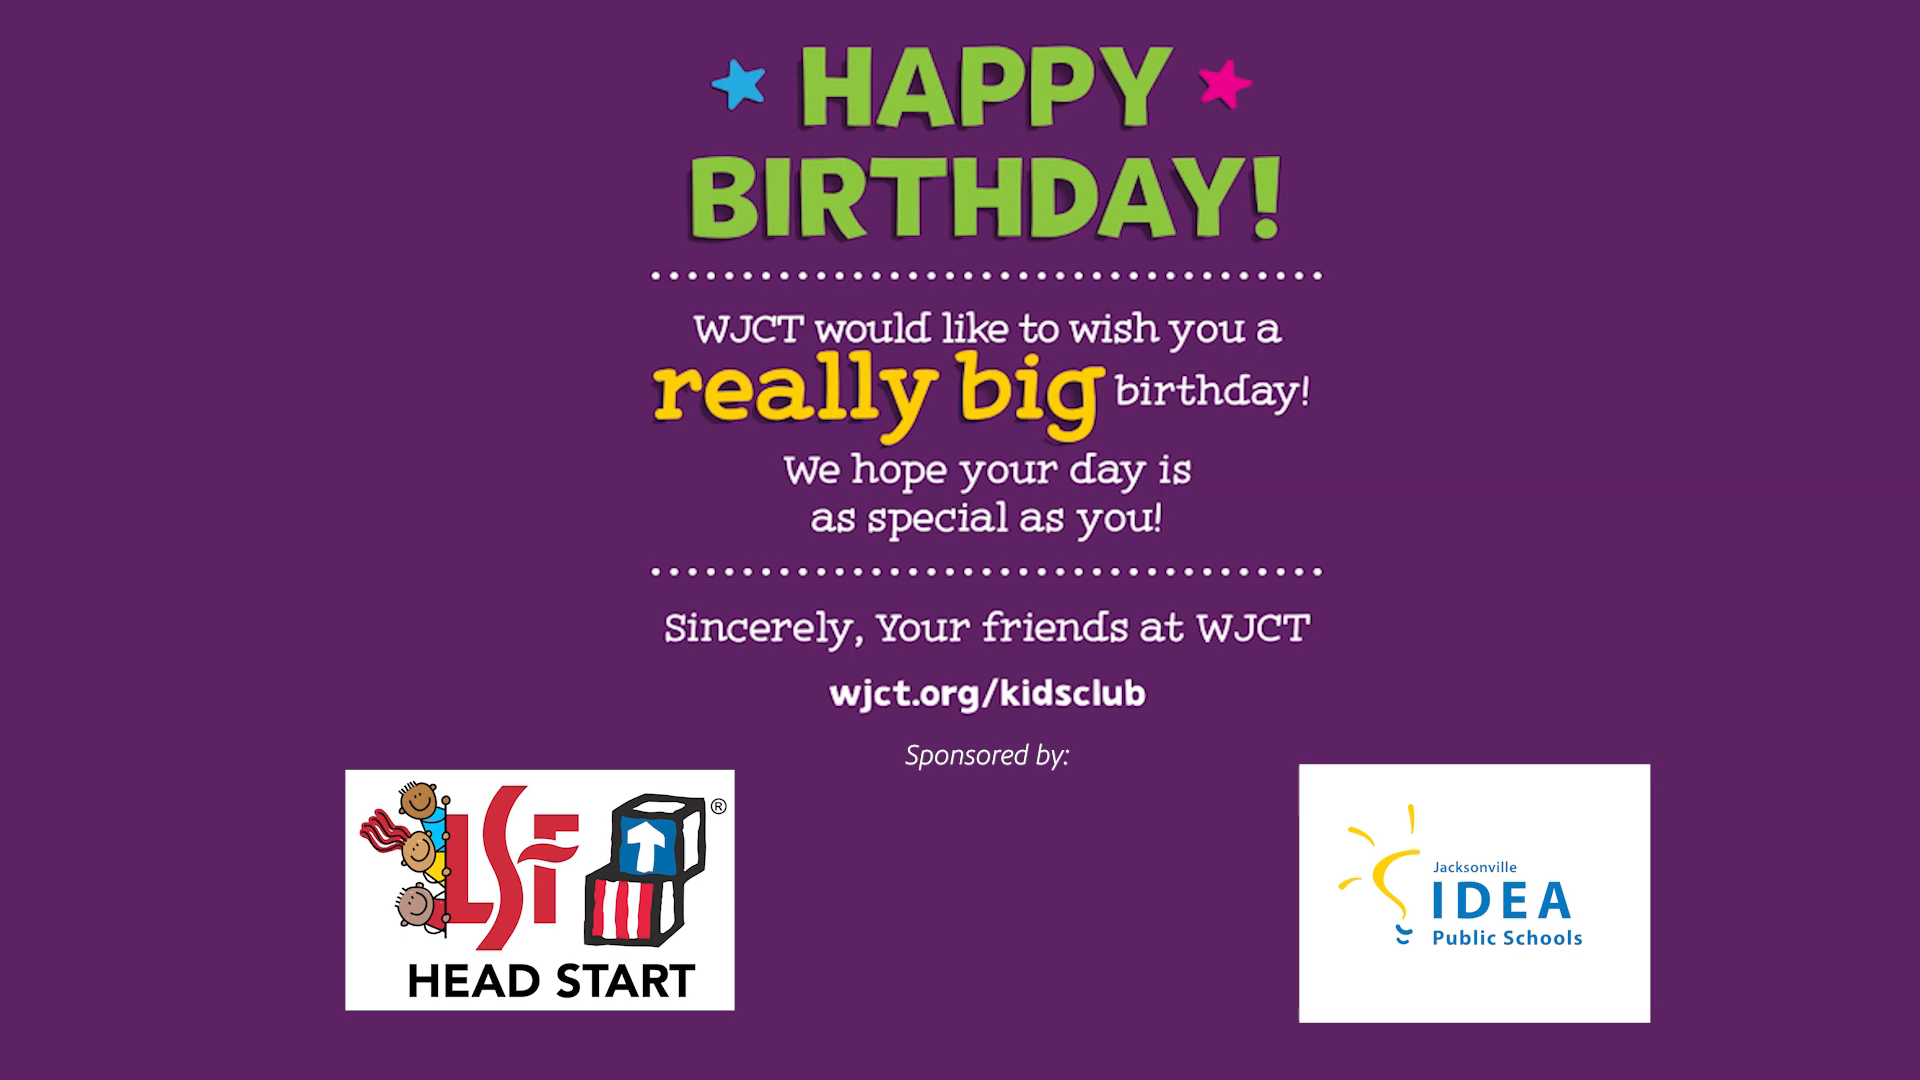 HAPPY
BIRTHDAY!
WJCT would like to wish you a
really big birthday!
We hope your day is
as special as you!
Sincerely, Your friends at WJCT
wjct.org/kidsclub
Sponsored by:
LSF ®
HEAD START
Jacksonville
IDEA
Public Schools